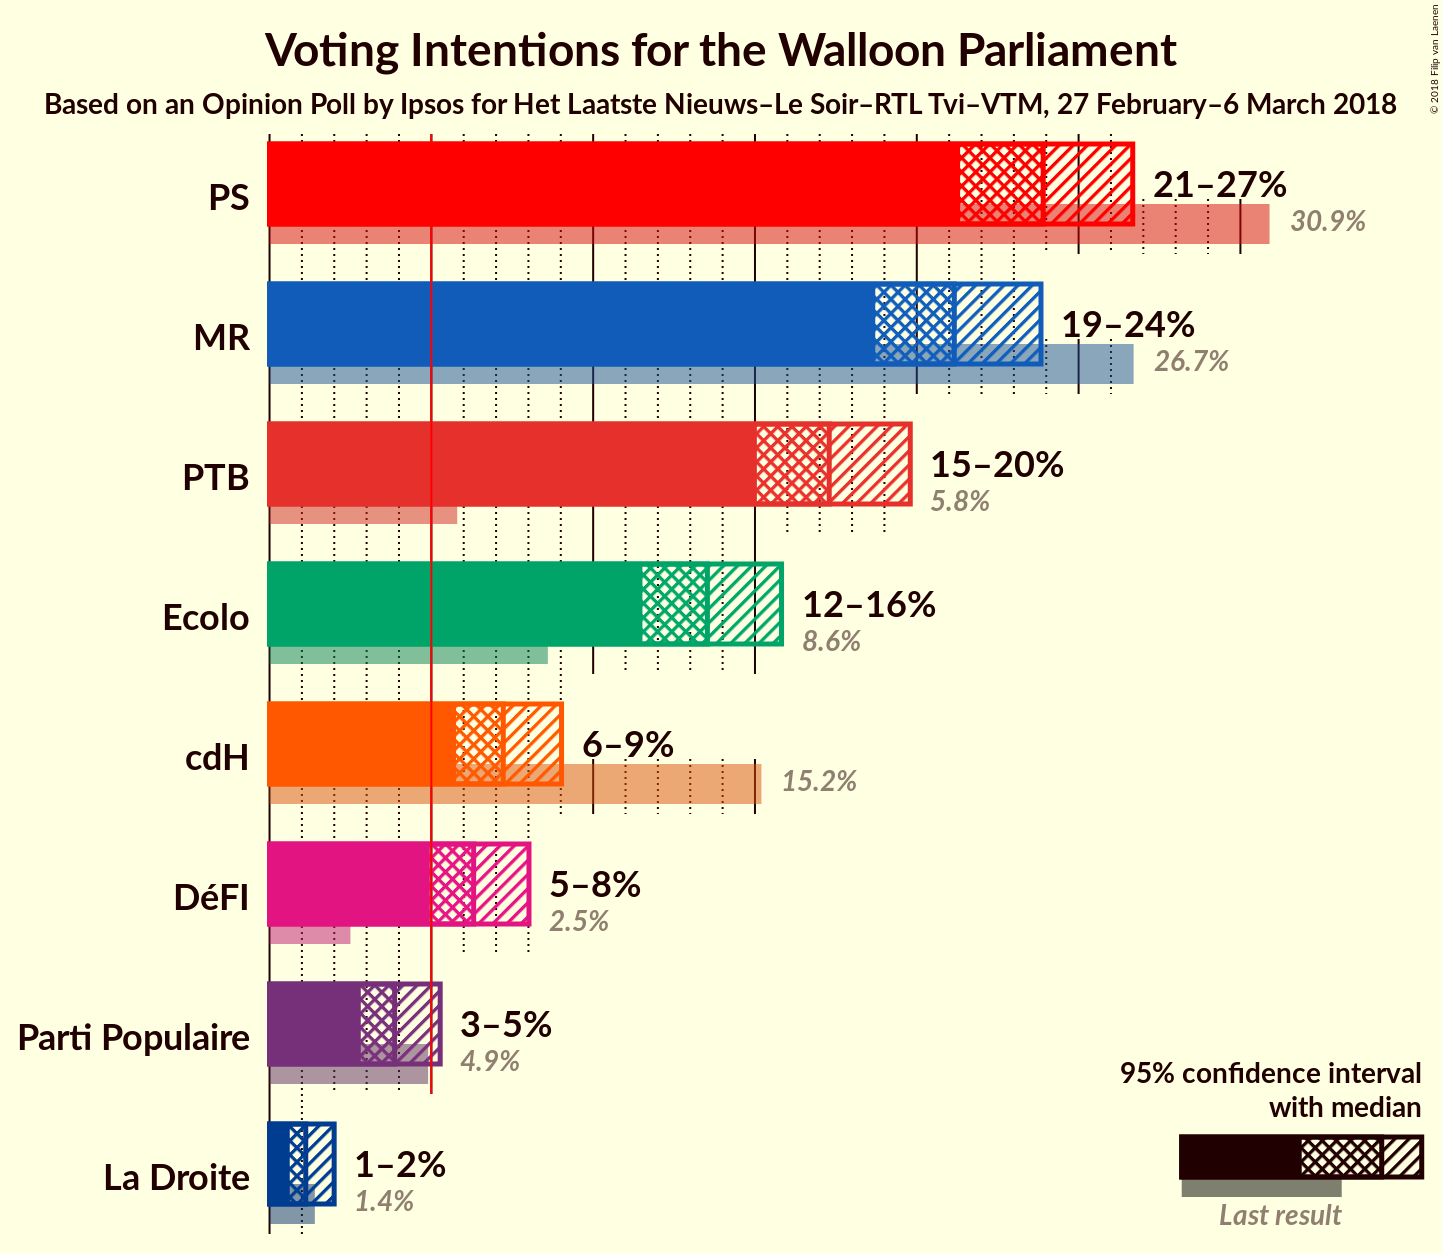 Voting Intentions for the Walloon Parliament
Based on an Opinion Poll by Ipsos for Het Laatste Nieuws–Le Soir–RTL Tvi–VTM, 27 February–6 March 2018
© 2018 Filip van Laenen
PS
21–27%
30.9%
MR
19–24%
26.7%
PTB
15–20%
5.8%
Ecolo
12–16%
8.6%
cdH
6–9%
15.2%
DéFI
5–8%
2.5%
Parti Populaire
3–5%
4.9%
La Droite
1–2%
1.4%
95% confidence interval
with median
Last result